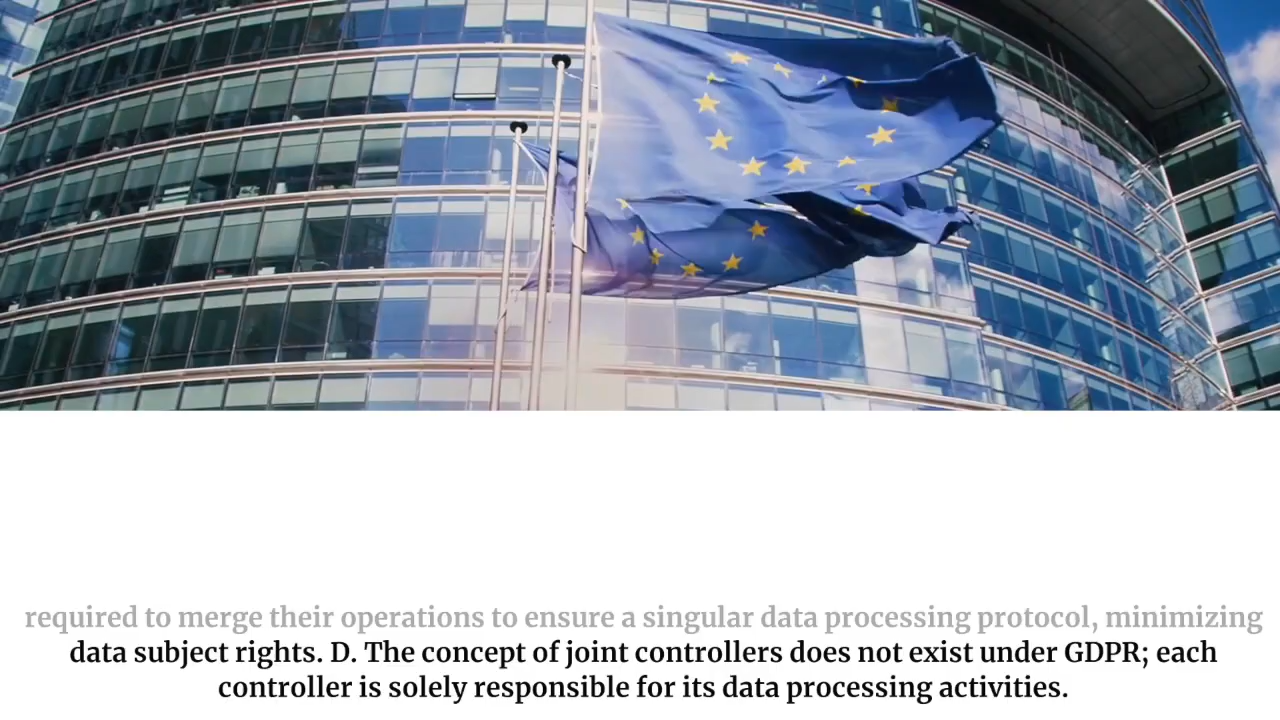 required to merge their operations to ensure a singular data processing protocol, minimizing
data subject rights. D. The concept of joint controllers does not exist under GDPR; each
controller is solely responsible for its data processing activities.